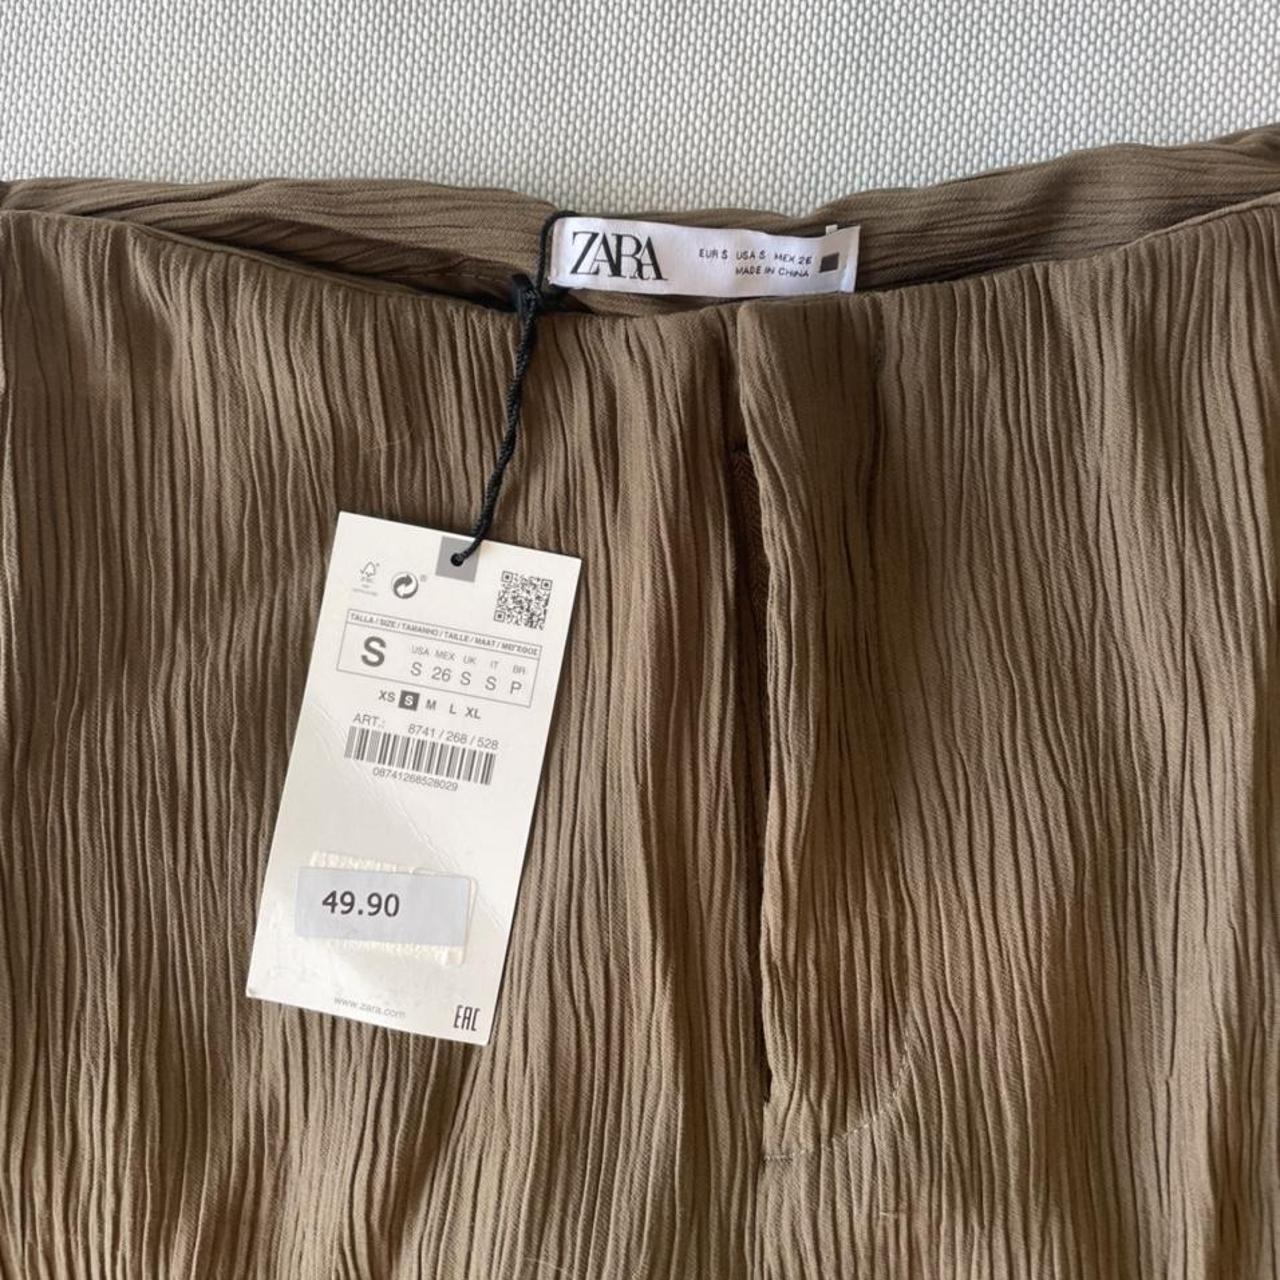 ZARA
EUR S USA S MEX 26
MADE IN CHINA
TALLA / SIZE / TAMANHO / TAILLE / MAAT / ΜΕΓΕΘΟΣ
S
USA MEX UK IT BR
S 26 S S P
XS S M L XL
ART.: 8741 / 268 / 528
08741268528029
49.90
www.zara.com
EAC